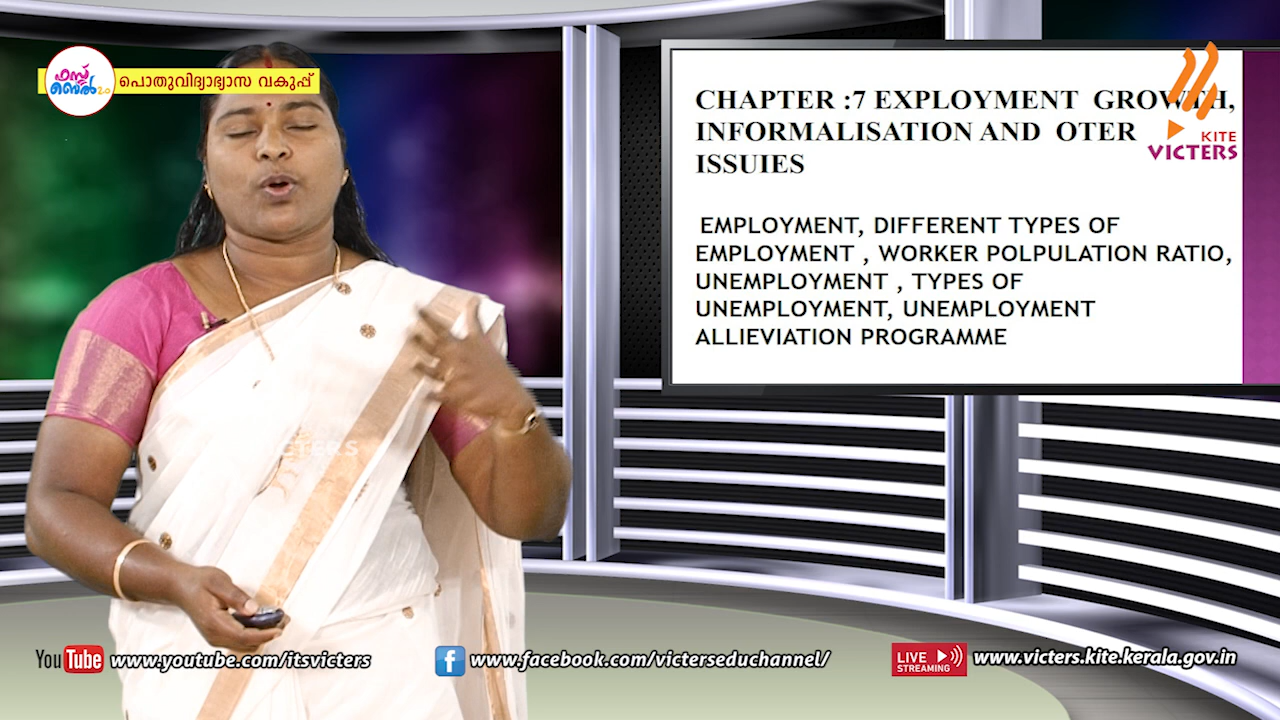 ഫസ്റ്റ്
ബെൽ 2.0
പൊതുവിദ്യാഭ്യാസ വകുപ്പ്
CHAPTER :7 EXPLOYMENT GROWTH,
INFORMALISATION AND OTER
ISSUIES
KITE
VICTERS
EMPLOYMENT, DIFFERENT TYPES OF
EMPLOYMENT , WORKER POLPULATION RATIO,
UNEMPLOYMENT , TYPES OF
UNEMPLOYMENT, UNEMPLOYMENT
ALLIEVIATION PROGRAMME
VICTERS
YouTube www.youtube.com/itsvicters
f www.facebook.com/victerseduchannel/
LIVE
STREAMING
www.victers.kite.kerala.gov.in